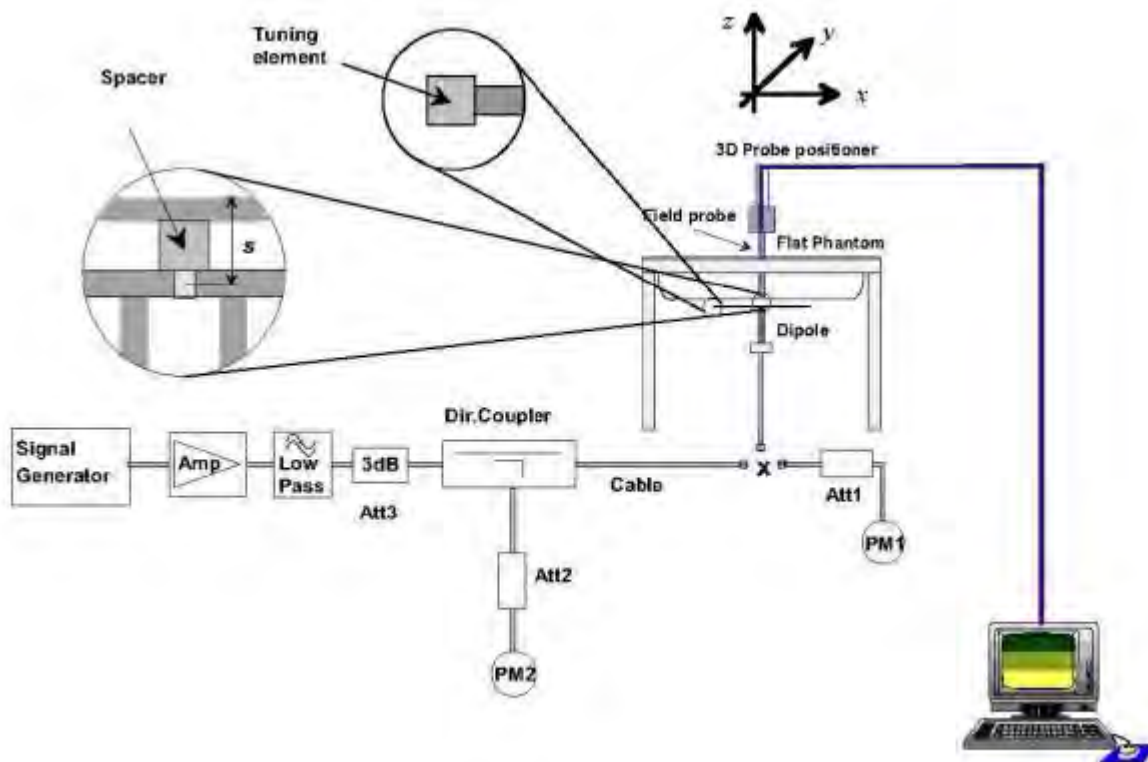 z
y
x
Tuning
element
Spacer
s
3D Probe positioner
Field probe
Flat Phantom
Dipole
Dir.Coupler
Signal
Generator
Amp
Low
Pass
3dB
Att3
Cable
X
Att1
PM1
Att2
PM2